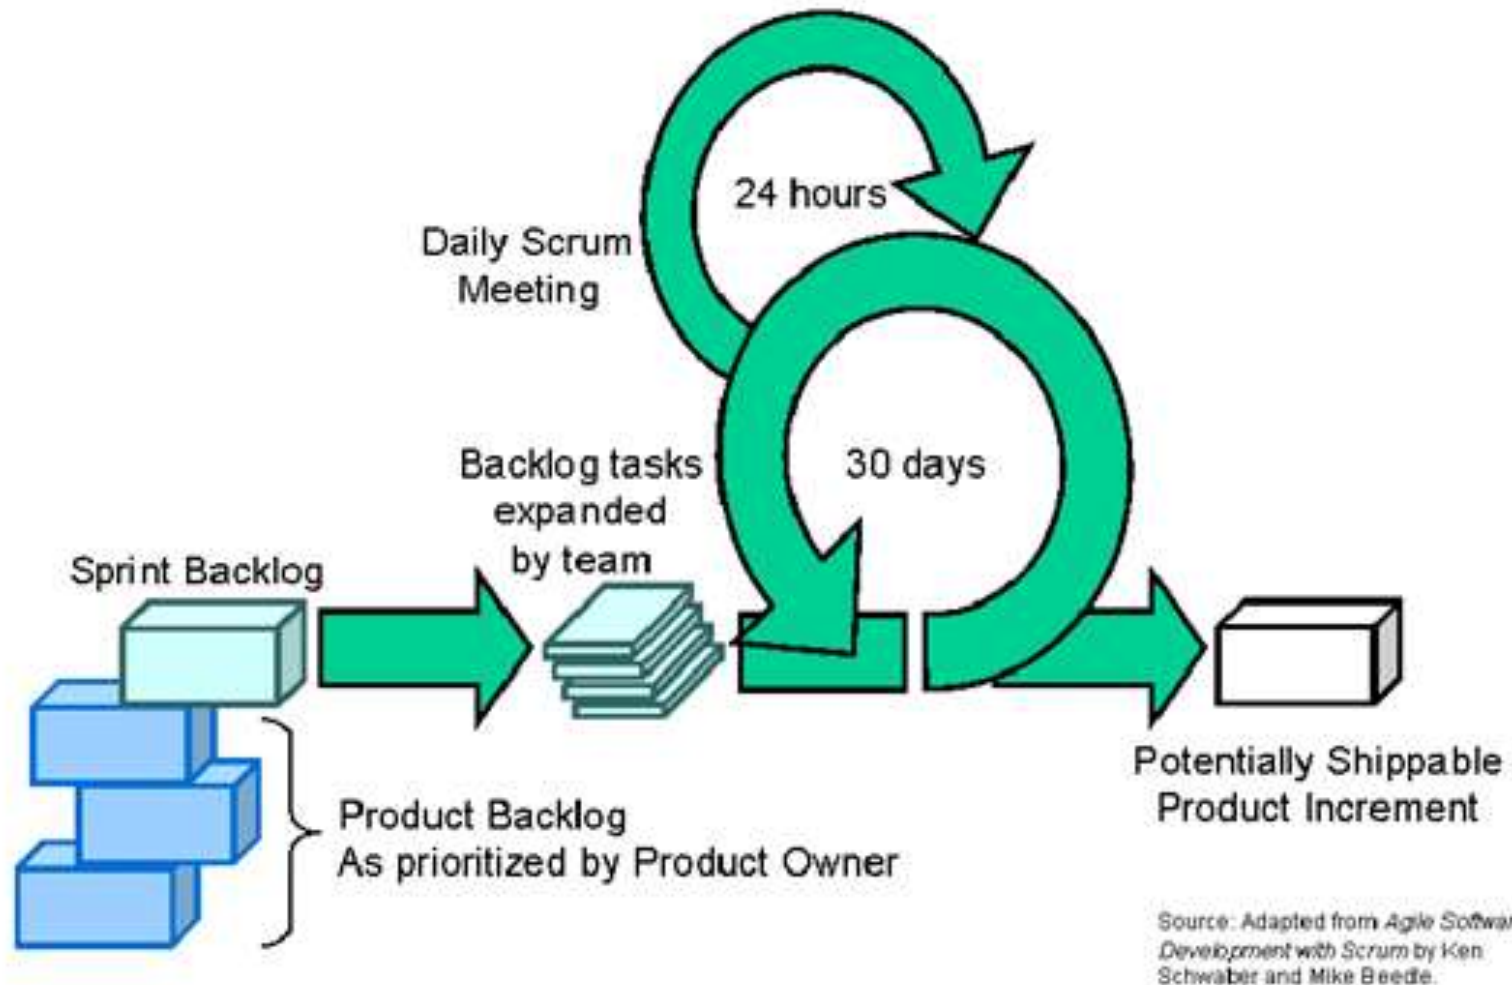 24 hours
Daily Scrum
Meeting
Backlog tasks
expanded
by team
30 days
Sprint Backlog
Potentially Shippable
Product Increment
Product Backlog
As prioritized by Product Owner
Source: Adapted from Agile Softwar
Development with Scrum by Ken
Schwaber and Mike Beedle.